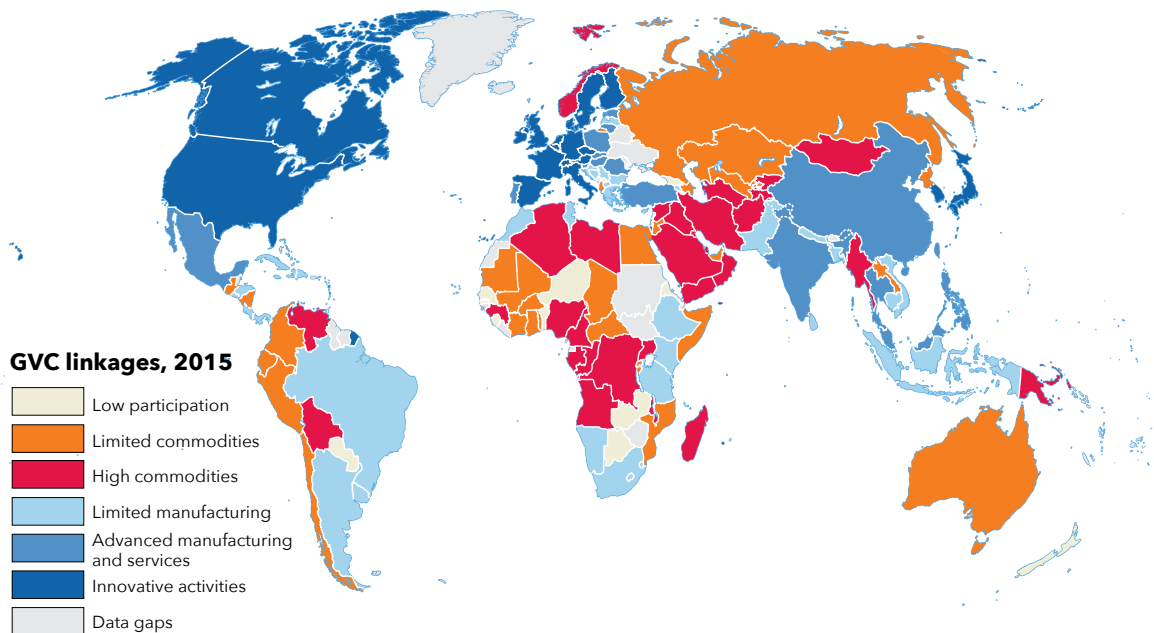 GVC linkages, 2015
Low participation
Limited commodities
High commodities
Limited manufacturing
Advanced manufacturing
and services
Innovative activities
Data gaps